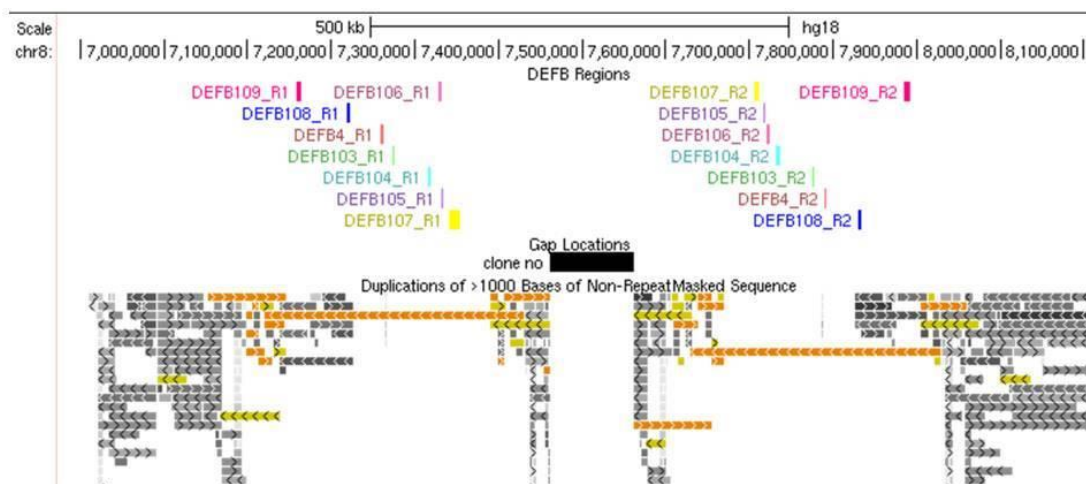 Scale 500 kb hg18
chr8: 7,000,000 7,100,000 7,200,000 7,300,000 7,400,000 7,500,000 7,600,000 7,700,000 7,800,000 7,900,000 8,000,000 8,100,000
DEFB Regions
DEFB109_R1 DEFB106_R1 DEFB107_R2 DEFB109_R2
DEFB108_R1 DEFB105_R2
DEFB4_R1 DEFB106_R2
DEFB103_R1 DEFB104_R2
DEFB104_R1 DEFB103_R2
DEFB105_R1 DEFB4_R2
DEFB107_R1 DEFB108_R2
Gap Locations
clone no
Duplications of >1000 Bases of Non-RepeatMasked Sequence